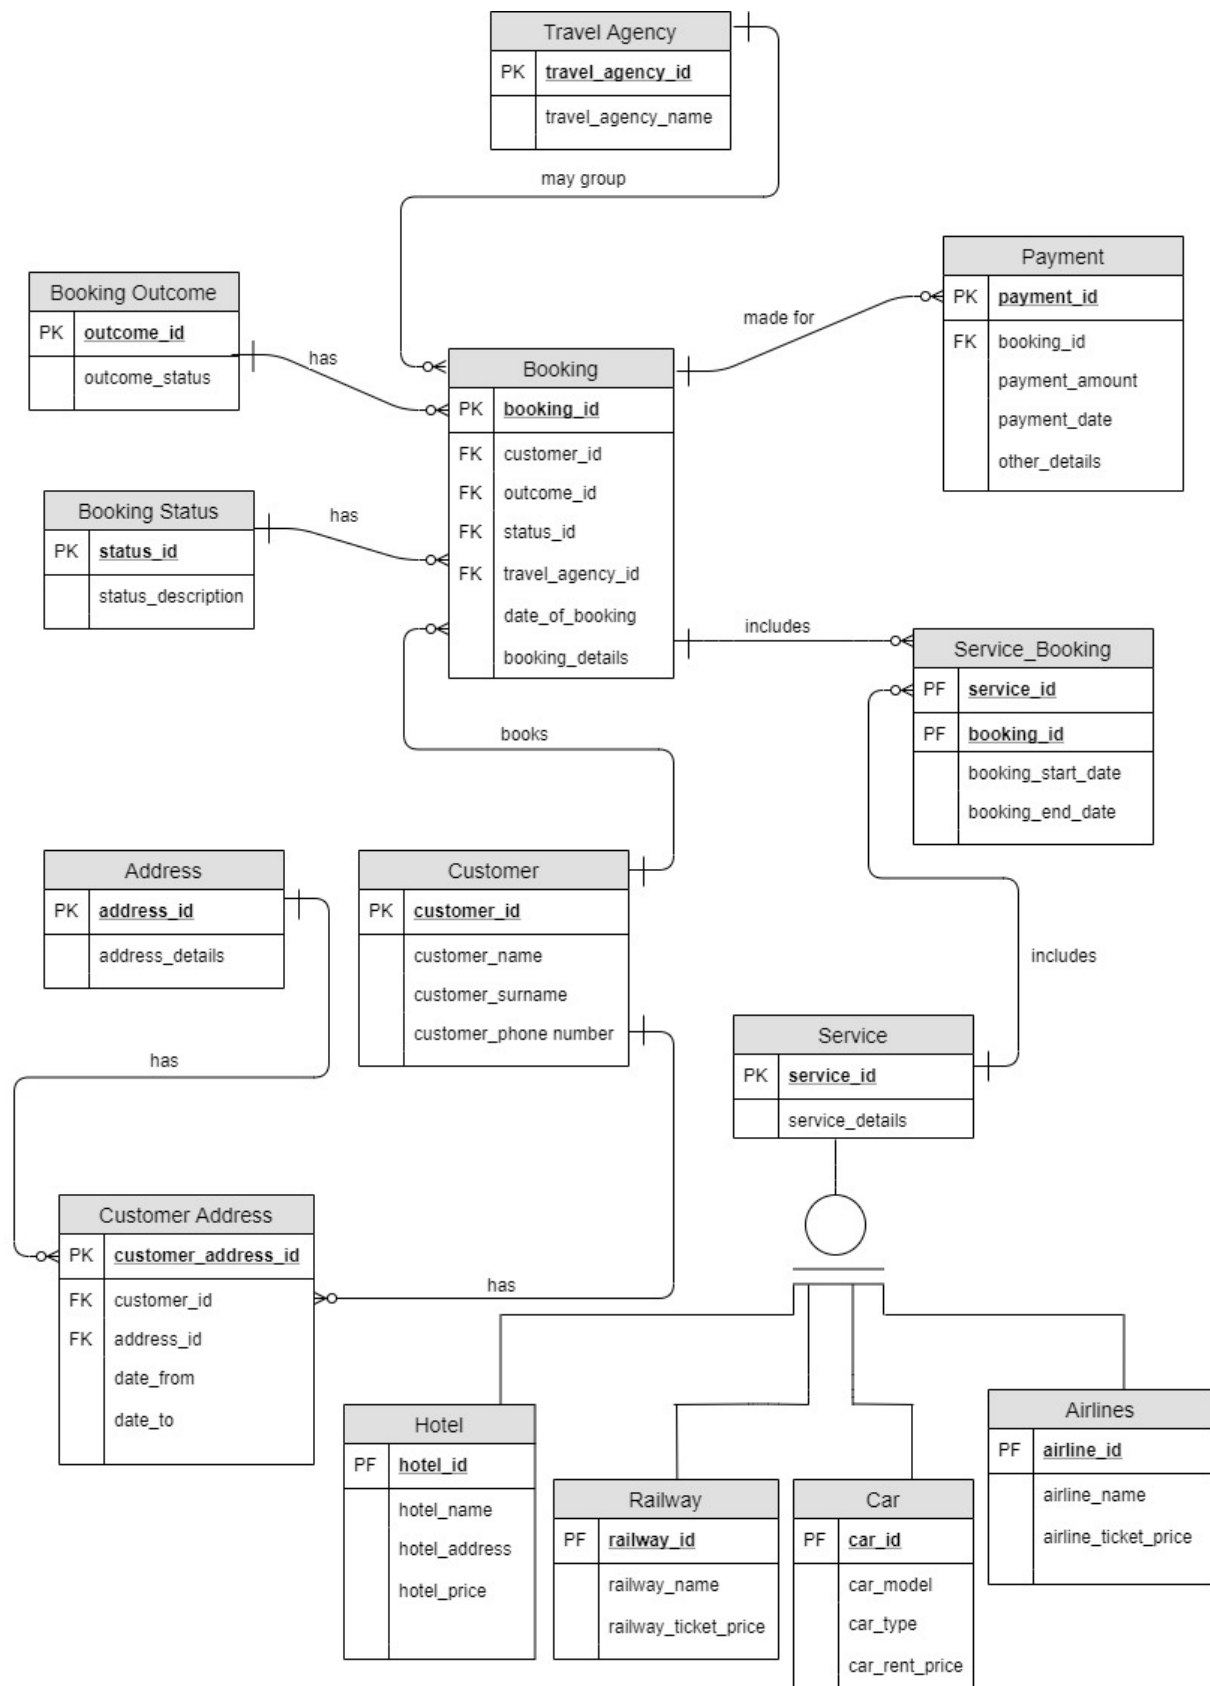 Travel Agency
PK travel_agency_id
travel_agency_name
may group
Payment
PK payment_id
FK booking_id
payment_amount
payment_date
other_details
made for
Booking Outcome
PK outcome_id
outcome_status
has
Booking
PK booking_id
FK customer_id
FK outcome_id
FK status_id
FK travel_agency_id
date_of_booking
booking_details
Booking Status
PK status_id
status_description
has
includes
Service_Booking
PF service_id
PF booking_id
booking_start_date
booking_end_date
books
Address
PK address_id
address_details
Customer
PK customer_id
customer_name
customer_surname
customer_phone number
includes
Service
PK service_id
service_details
has
Customer Address
PK customer_address_id
FK customer_id
FK address_id
date_from
date_to
has
Hotel
PF hotel_id
hotel_name
hotel_address
hotel_price
Railway
PF railway_id
railway_name
railway_ticket_price
Car
PF car_id
car_model
car_type
car_rent_price
Airlines
PF airline_id
airline_name
airline_ticket_price